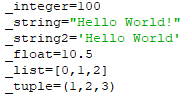 _integer=100
_string="Hello World!"
_string2='Hello World'
_float=10.5
_list=[0,1,2]
_tuple=(1,2,3)